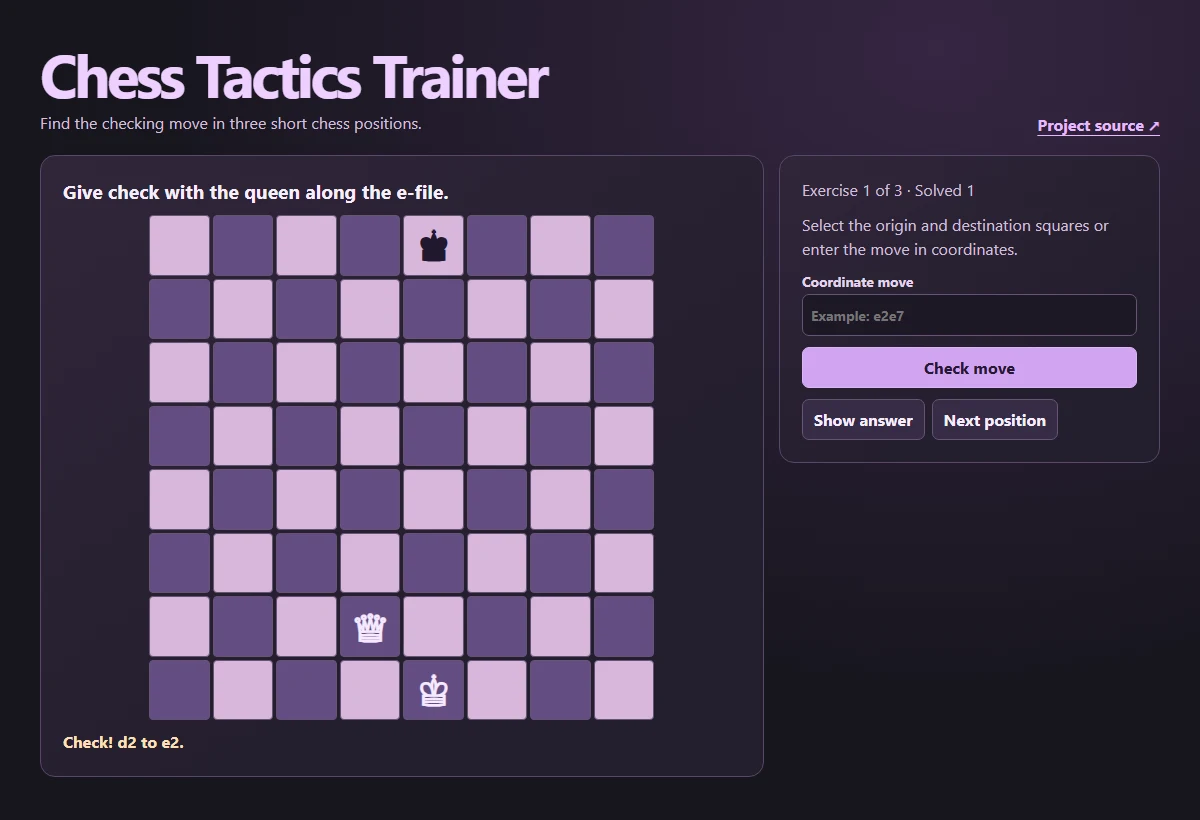 Chess Tactics Trainer
Find the checking move in three short chess positions.
Project source ↗
Give check with the queen along the e-file.
Check! d2 to e2.
Exercise 1 of 3 · Solved 1
Select the origin and destination squares or
enter the move in coordinates.
Coordinate move
Example: e2e7
Check move
Show answer
Next position